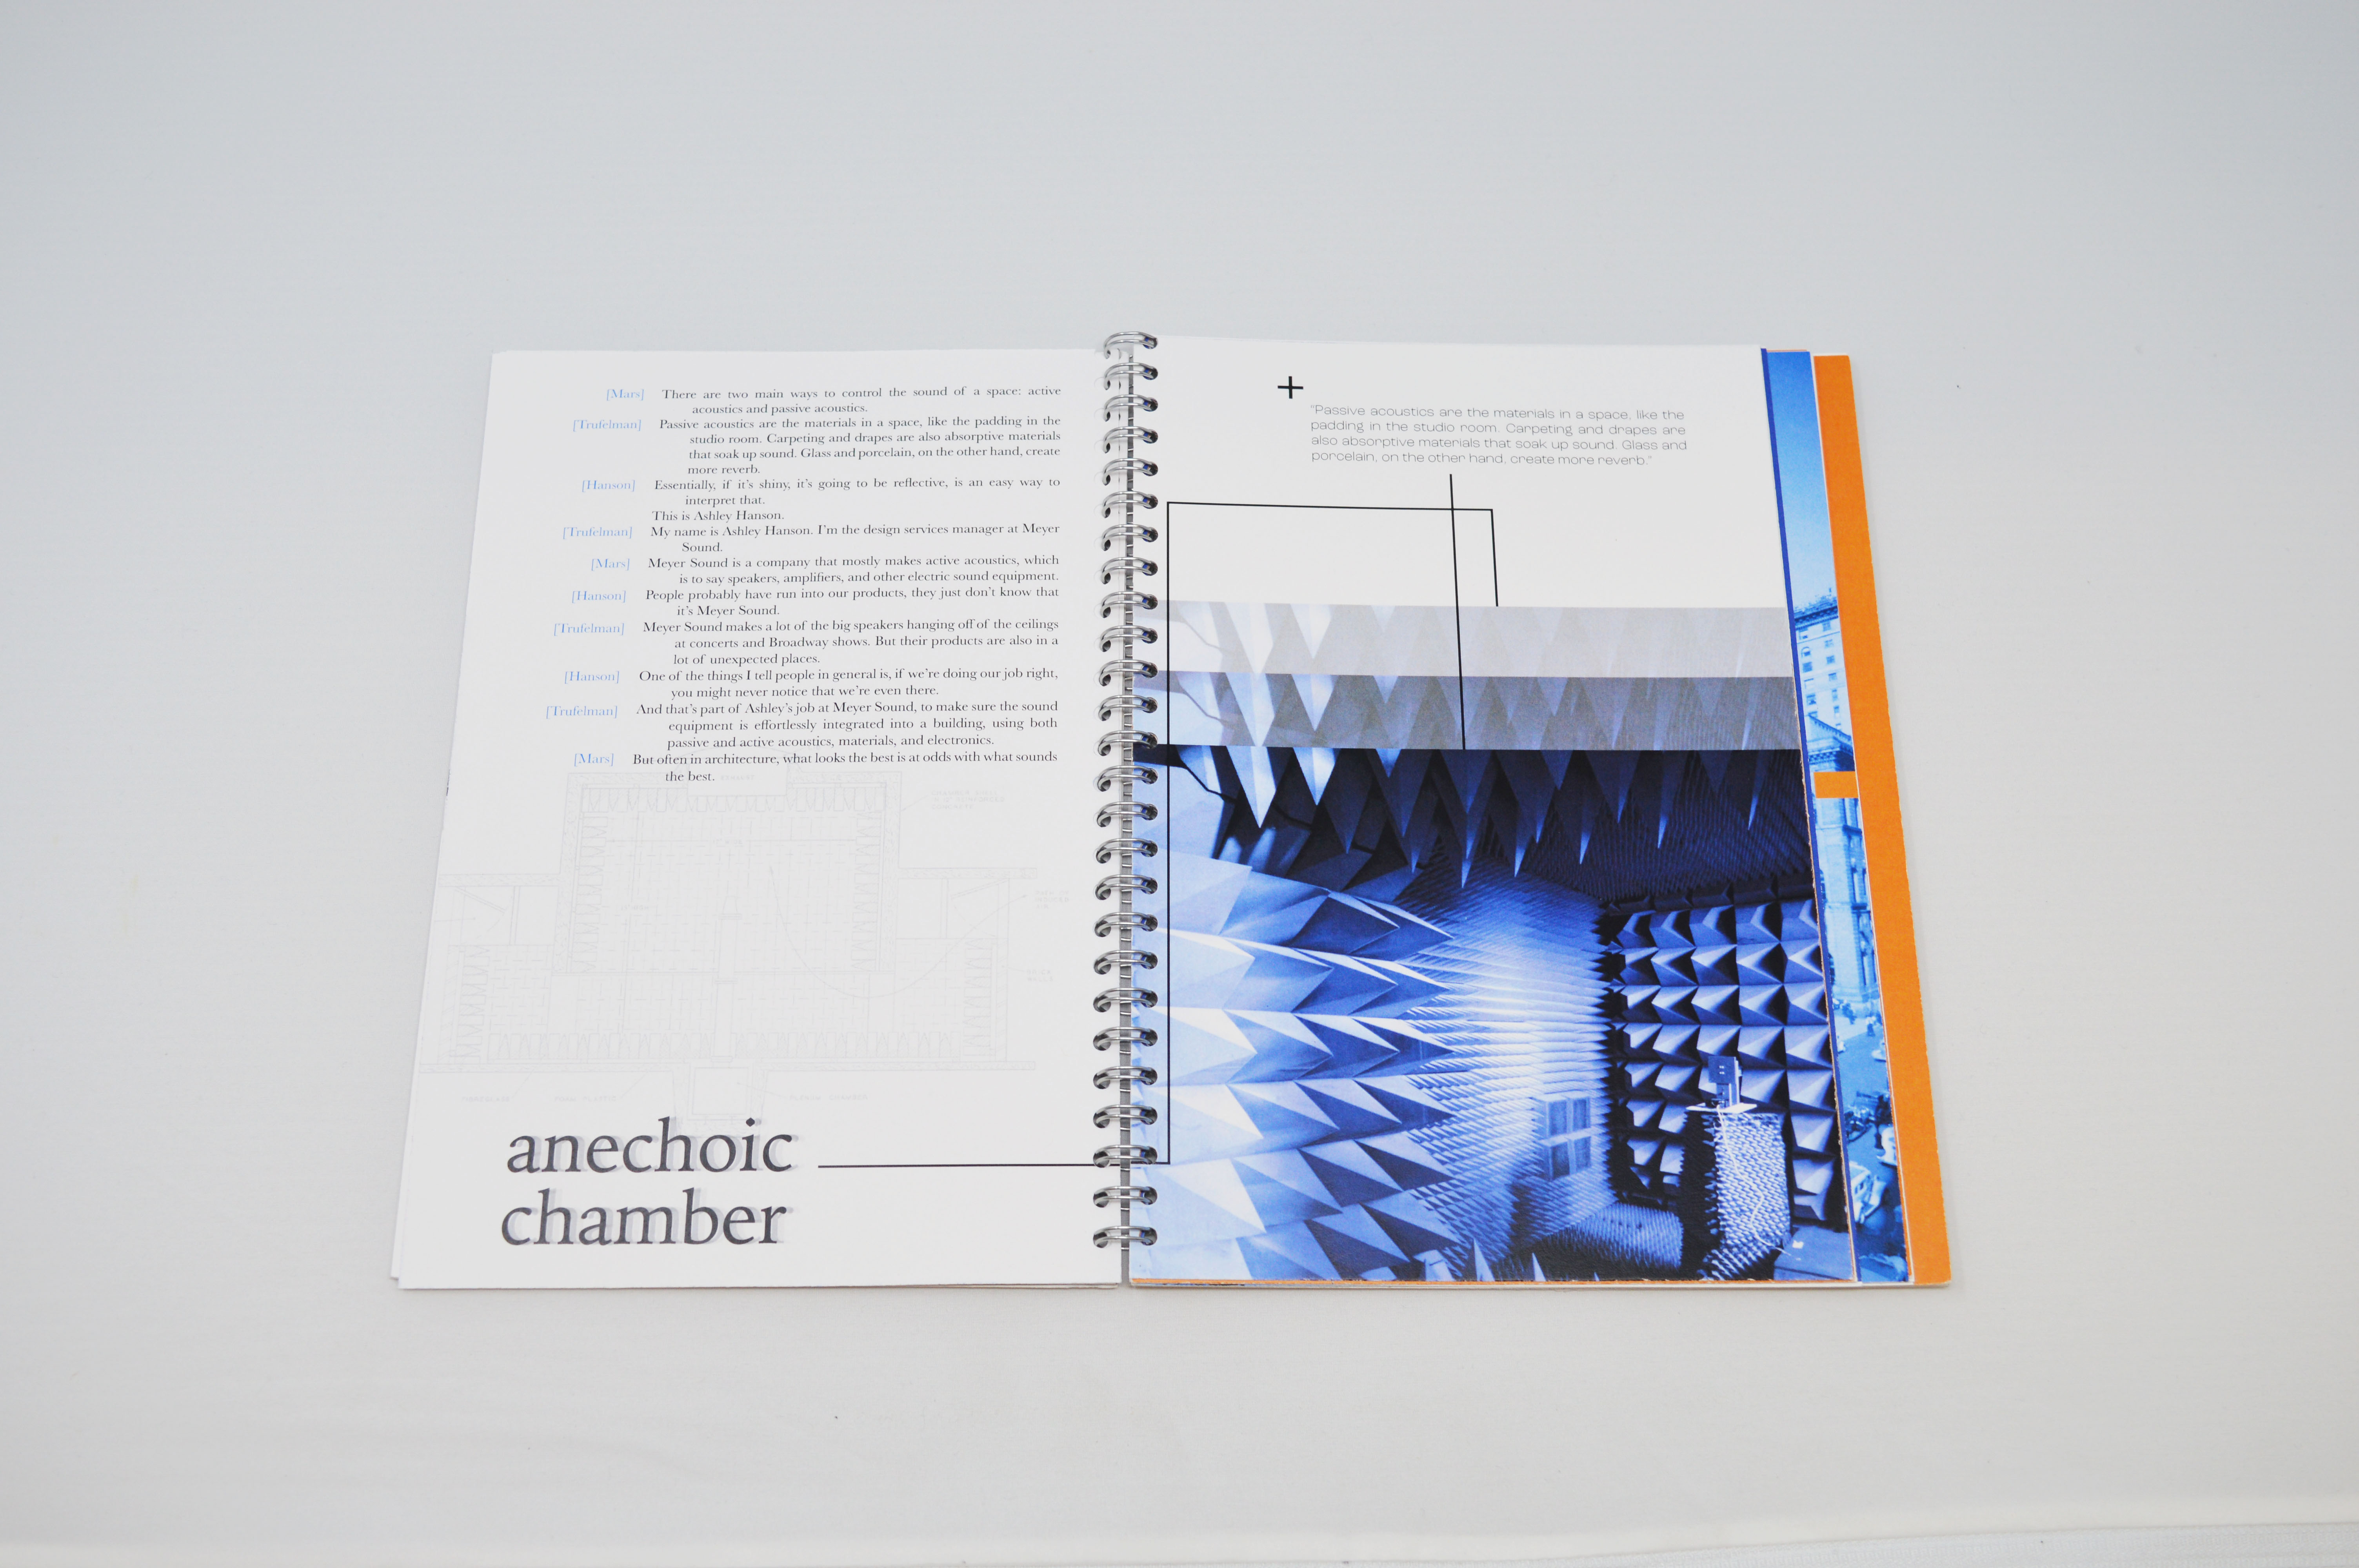 [Mars] There are two main ways to control the sound of a space: active
acoustics and passive acoustics.
[Trufelman] Passive acoustics are the materials in a space, like the padding in the
studio room. Carpeting and drapes are also absorptive materials
that soak up sound. Glass and porcelain, on the other hand, create
more reverb.
[Hanson] Essentially, if it's shiny, it's going to be reflective, is an easy way to
interpret that.
This is Ashley Hanson.
[Trufelman] My name is Ashley Hanson. I'm the design services manager at Meyer
Sound.
[Mars] Meyer Sound is a company that mostly makes active acoustics, which
is to say speakers, amplifiers, and other electric sound equipment.
[Hanson] People probably have run into our products, they just don't know that
it's Meyer Sound.
[Trufelman] Meyer Sound makes a lot of the big speakers hanging off of the ceilings
at concerts and Broadway shows. But their products are also in a
lot of unexpected places.
[Hanson] One of the things I tell people in general is, if we're doing our job right,
you might never notice that we're even there.
[Trufelman] And that's part of Ashley's job at Meyer Sound, to make sure the sound
equipment is effortlessly integrated into a building, using both
passive and active acoustics, materials, and electronics.
[Mars] But often in architecture, what looks the best is at odds with what sounds
the best.
anechoic
chamber
"Passive acoustics are the materials in a space, like the
padding in the studio room. Carpeting and drapes are
also absorptive materials that soak up sound. Glass and
porcelain, on the other hand, create more reverb."